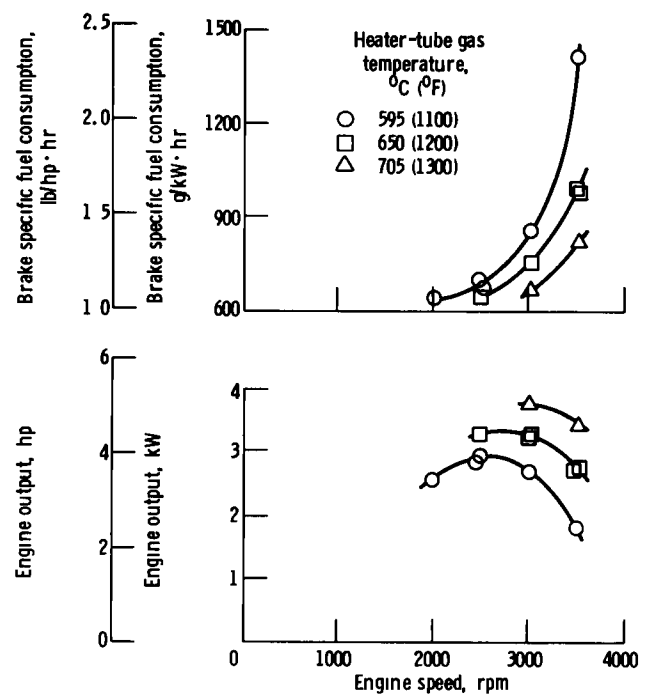 Brake specific fuel consumption,
lb/hp·hr
2.5
2.0
1 5
1 0
Brake specific fuel consumption,
g/kW·hr
1500
1200
900
600
Heater-tube gas
temperature,
°C (°F)
595 (1100)
650 (1200)
705 (1300)
Engine output, hp
6
4
2
0
Engine output, kW
4
3
2
1
0 1000 2000 3000 4000
Engine speed, rpm